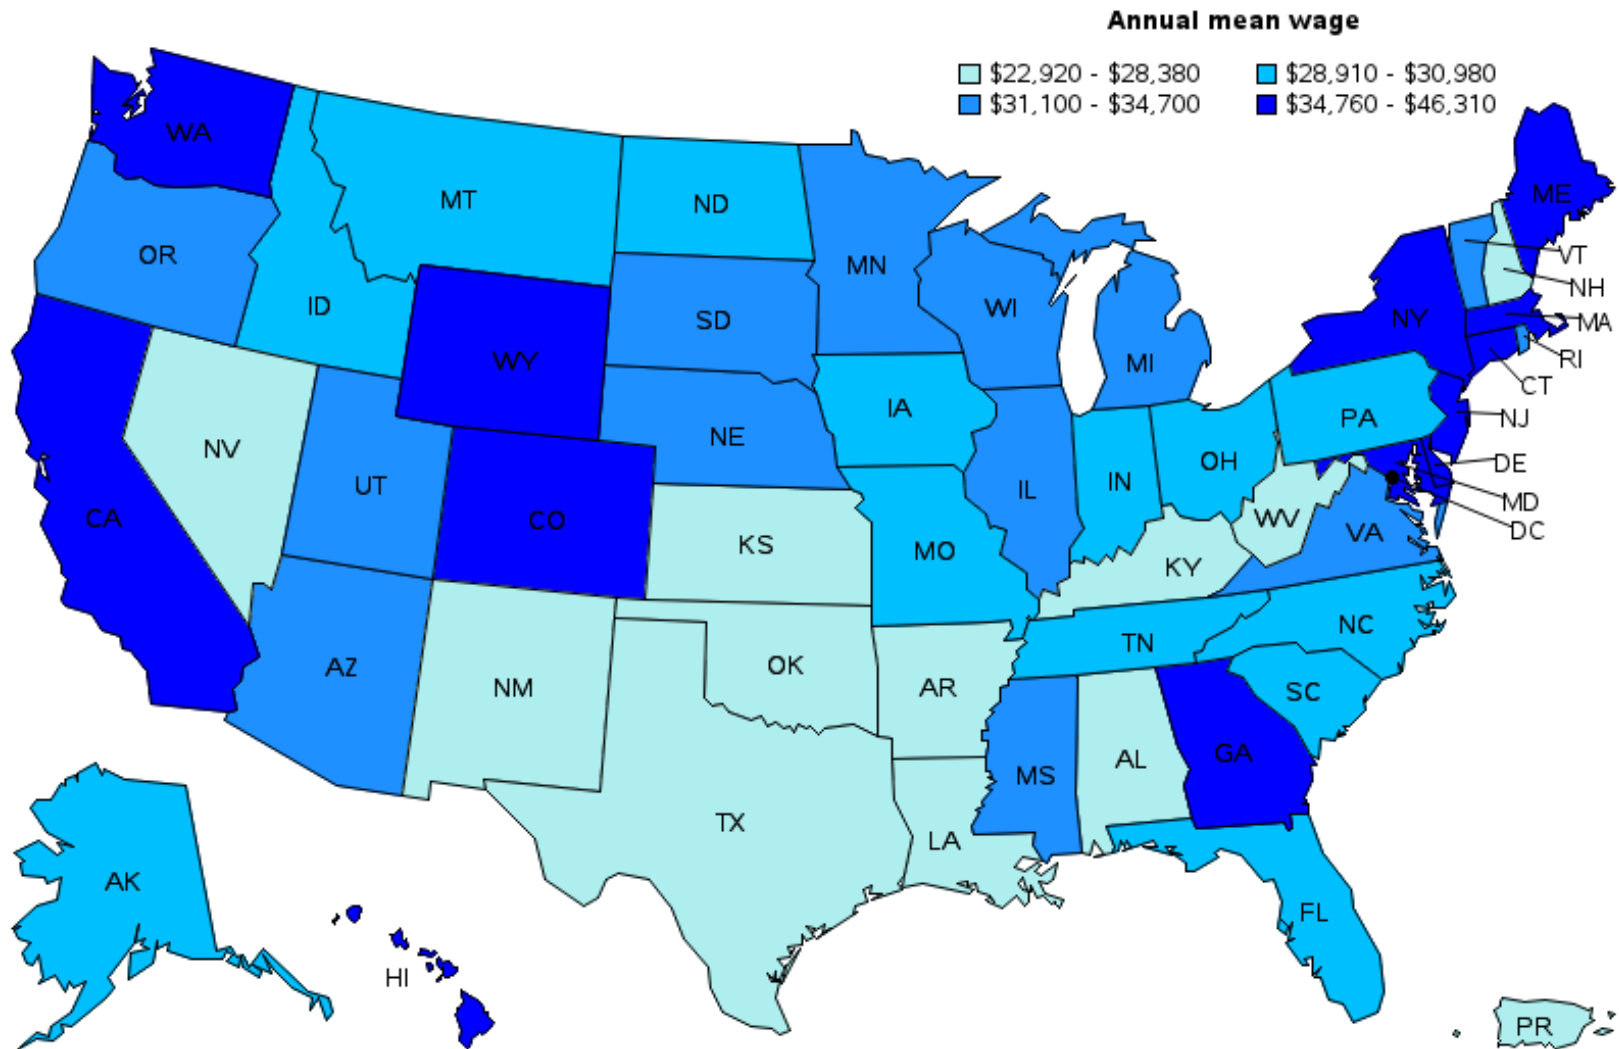 Annual mean wage
$22,920 - $28,380
$28,910 - $30,980
$31,100 - $34,700
$34,760 - $46,310
WA
ME
MT
ND
OR
VT
MN
NH
ID
WI
SD
NY
MA
WY
MI
RI
CT
IA
PA
NJ
NE
NV
OH
DE
UT
IL
IN
MD
CA
CO
WV
DC
KS
MO
VA
KY
NC
TN
AZ
OK
NM
AR
SC
GA
AL
MS
TX
LA
AK
FL
HI
PR